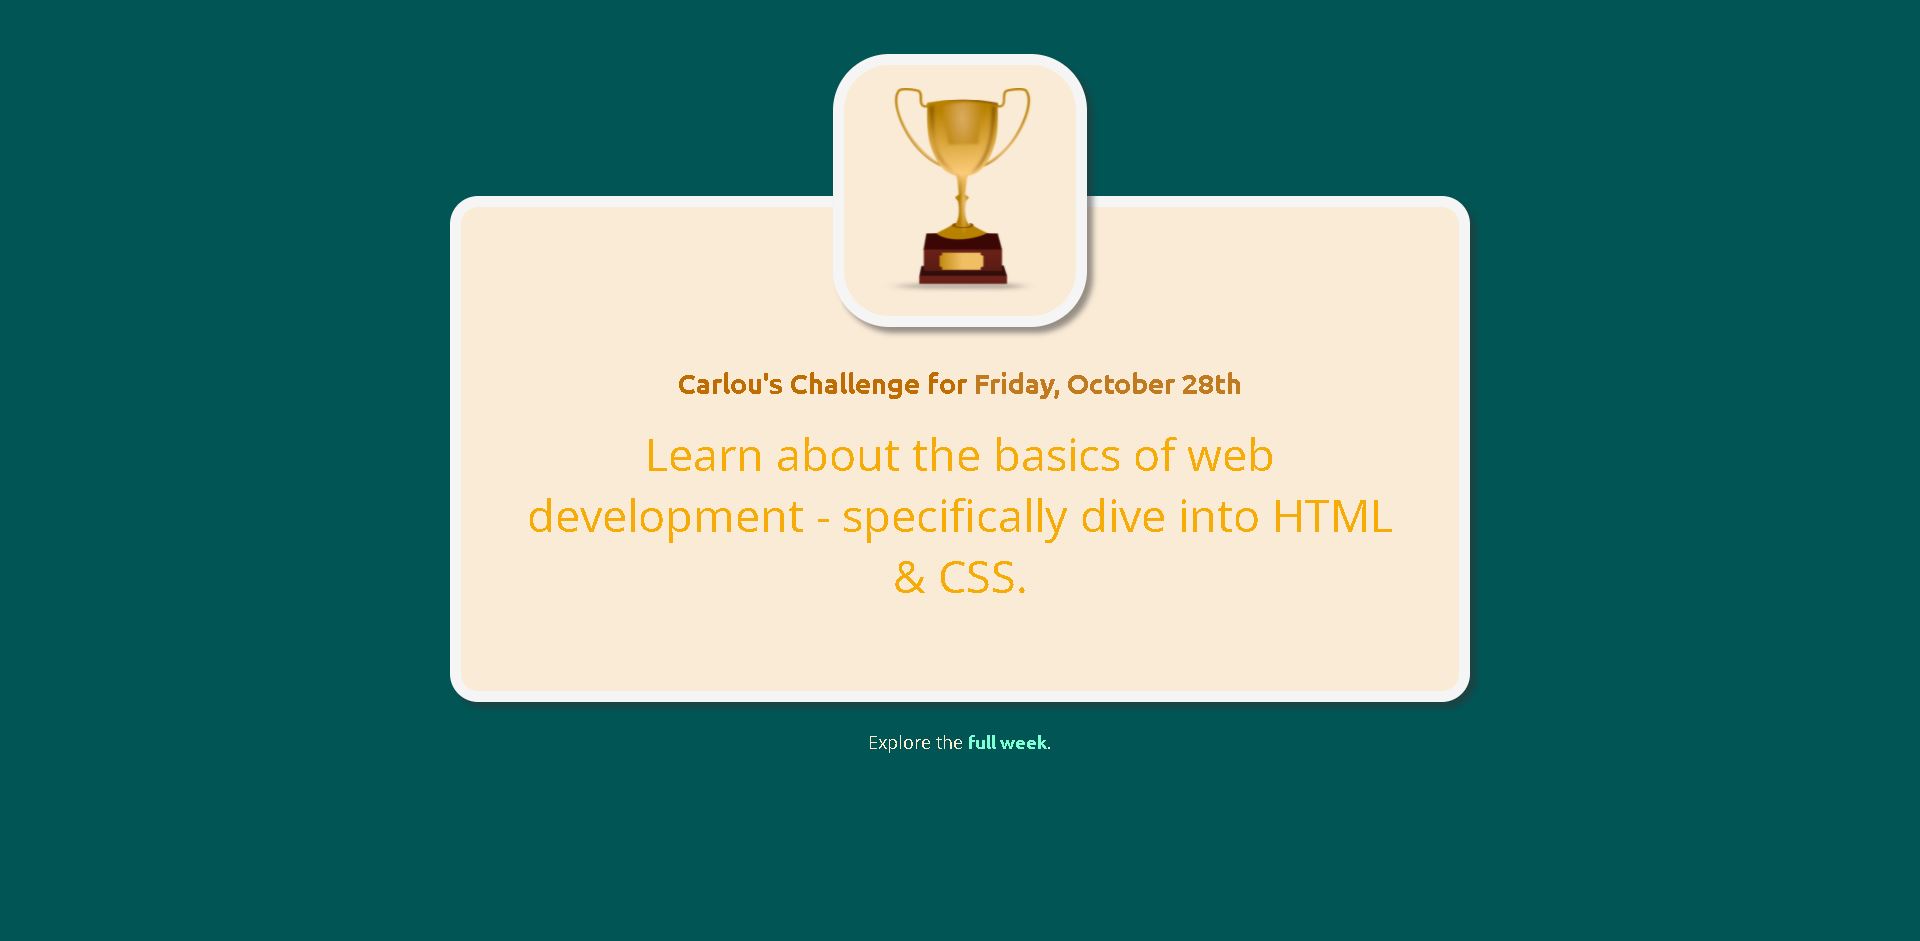 Carlou's Challenge for Friday, October 28th
Learn about the basics of web
development - specifically dive into HTML
& CSS.
Explore the full week.